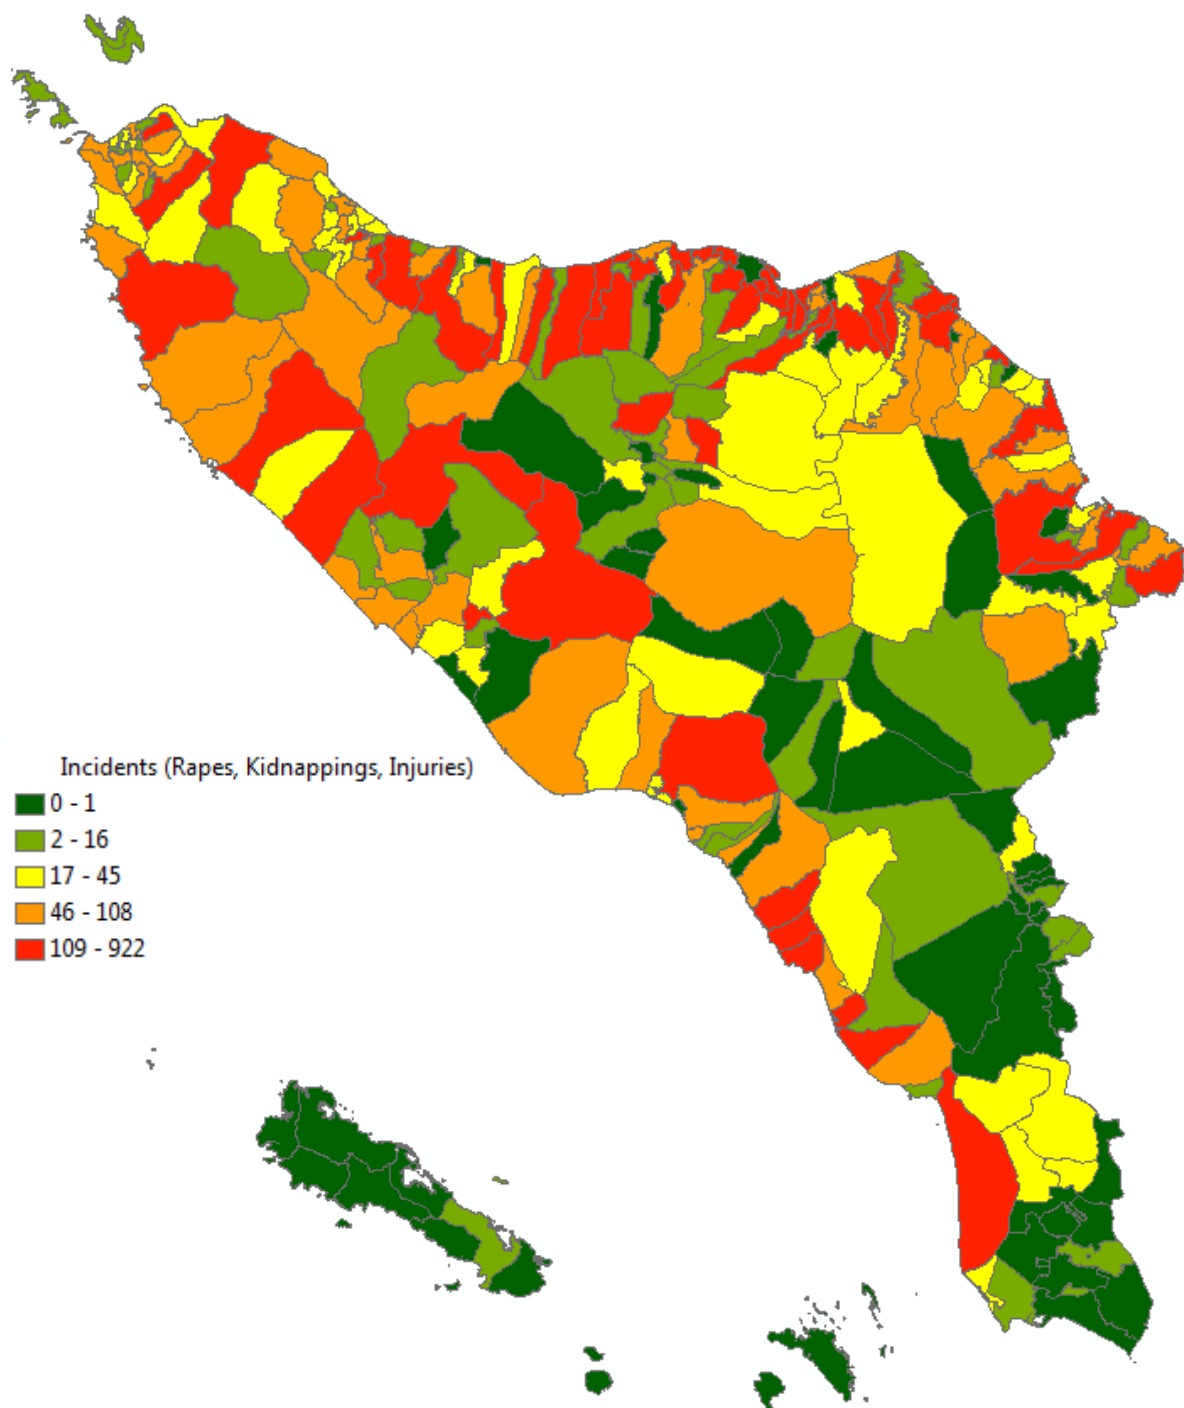 Incidents (Rapes, Kidnappings, Injuries)
0 - 1
2 - 16
17 - 45
46 - 108
109 - 922